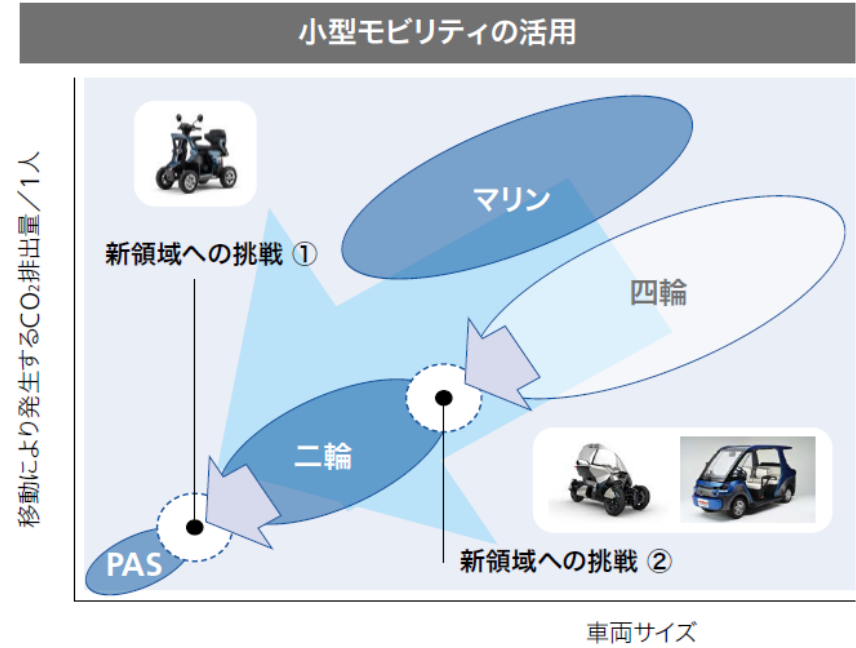 小型モビリティの活用
移動により発生するCO₂排出量／1人
マリン
新領域への挑戦 ①
四輪
二輪
PAS
新領域への挑戦 ②
車両サイズ